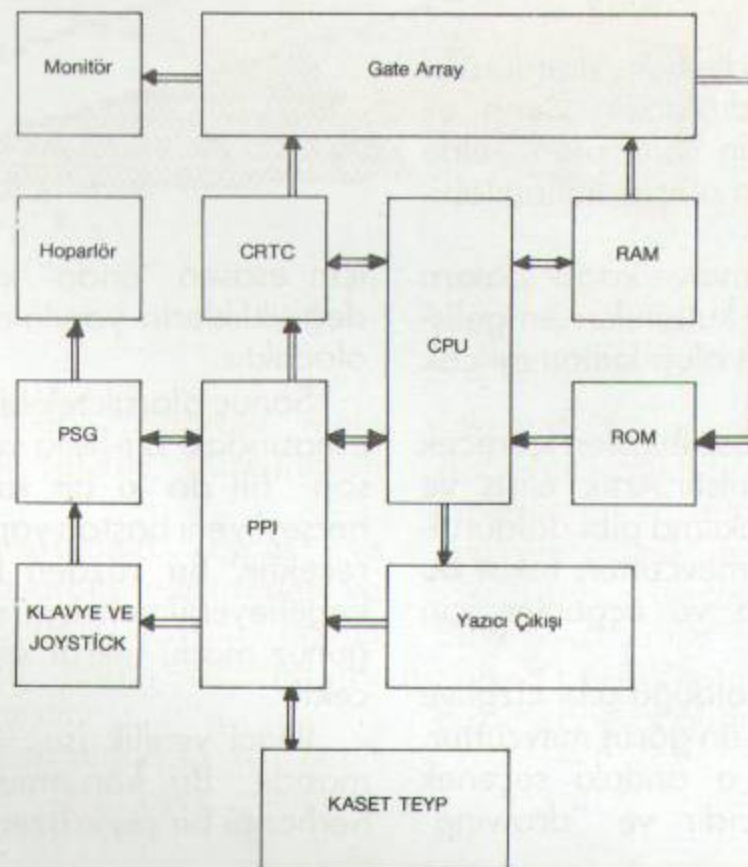 Monitör
Gate Array
Hoparlör
CRTC
CPU
RAM
PSG
PPI
ROM
KLAVYE VE
JOYSTİCK
Yazıcı Çıkışı
KASET TEYP